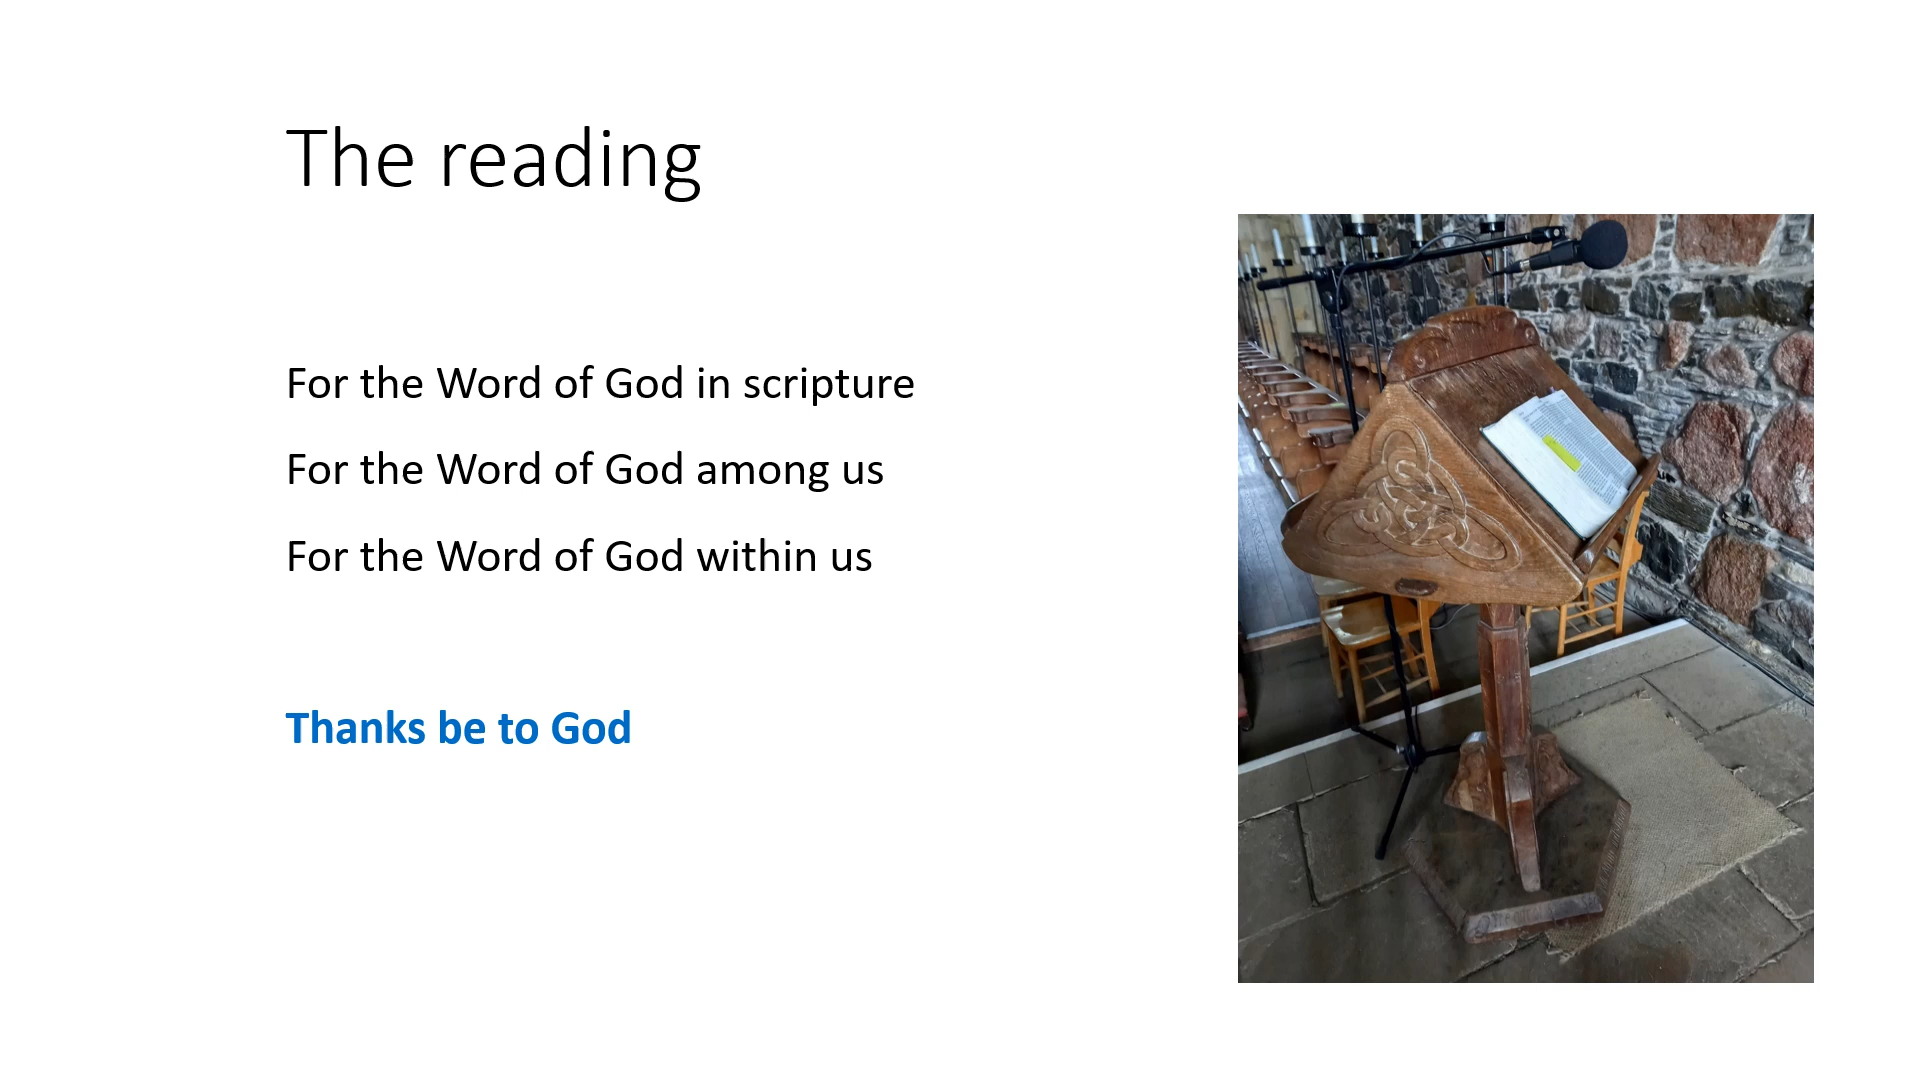 The reading
For the Word of God in scripture
For the Word of God among us
For the Word of God within us
Thanks be to God